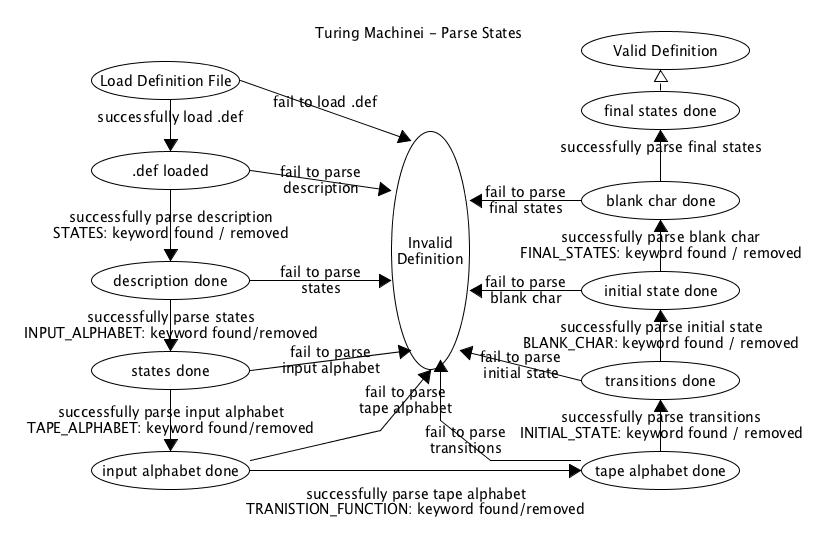 Turing Machinei - Parse States
Load Definition File
fail to load .def
successfully load .def
.def loaded
fail to parse
description
successfully parse description
STATES: keyword found / removed
description done
fail to parse
states
successfully parse states
INPUT_ALPHABET: keyword found/removed
states done
fail to parse
input alphabet
successfully parse input alphabet
TAPE_ALPHABET: keyword found/removed
input alphabet done
fail to parse
tape alphabet
successfully parse tape alphabet
TRANISTION_FUNCTION: keyword found/removed
Invalid
Definition
fail to parse
transitions
tape alphabet done
successfully parse transitions
INITIAL_STATE: keyword found / removed
transitions done
fail to parse
initial state
successfully parse initial state
BLANK_CHAR: keyword found / removed
initial state done
fail to parse
blank char
successfully parse blank char
FINAL_STATES: keyword found / removed
blank char done
fail to parse
final states
successfully parse final states
final states done
Valid Definition